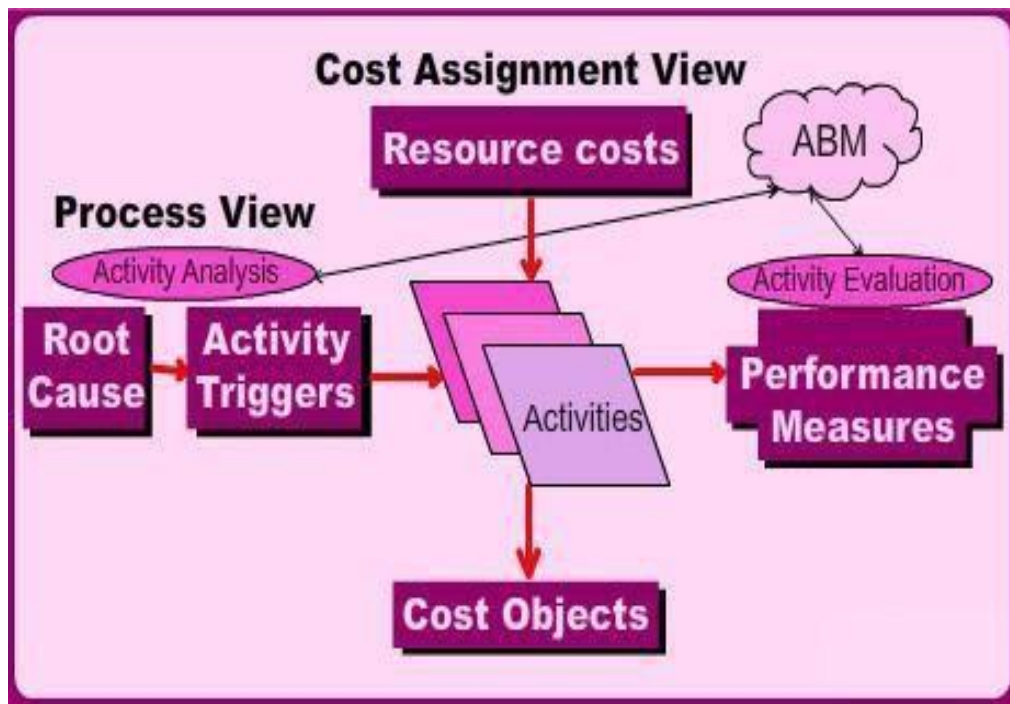 Cost Assignment View
ABM
Resource costs
Process View
Activity Analysis
Activity Evaluation
Root
Cause
Activity
Triggers
Activities
Performance
Measures
Cost Objects